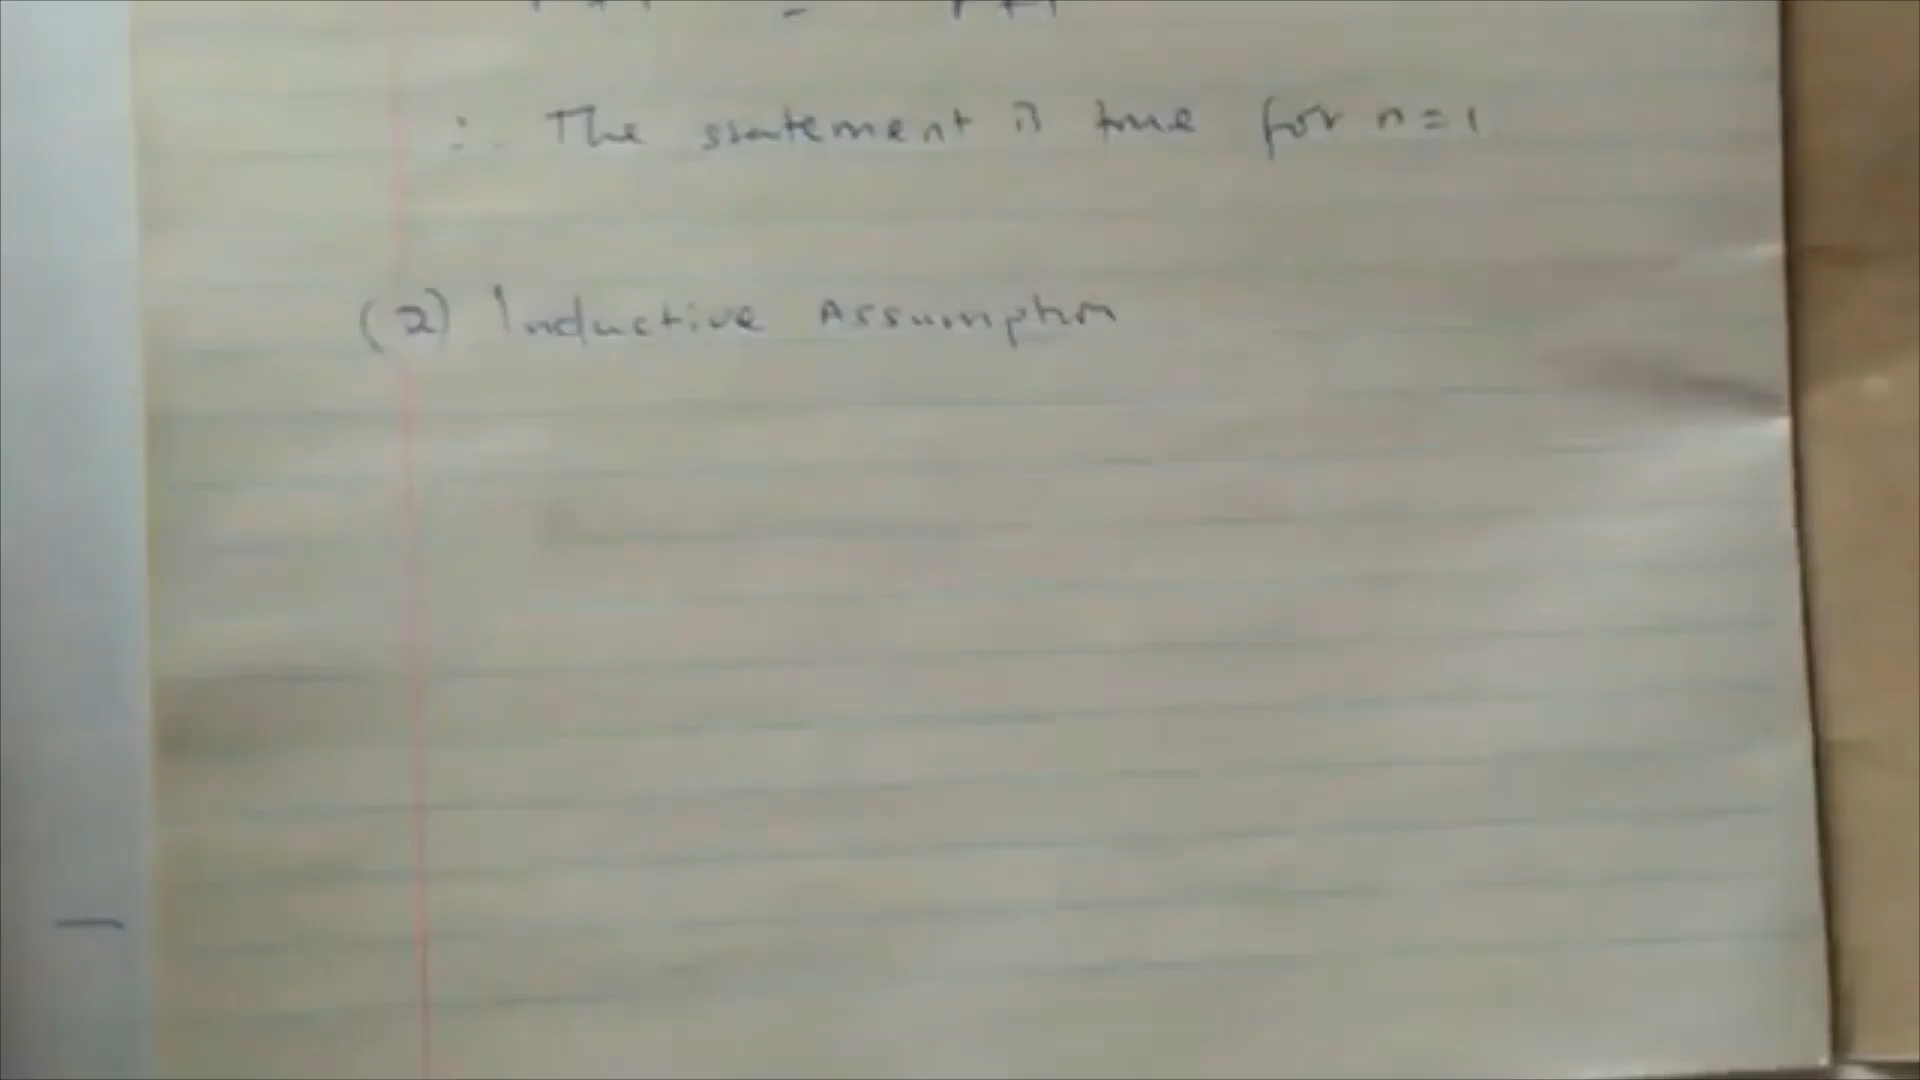 ∴ The statement is true for n=1
(2) Inductive Assumption